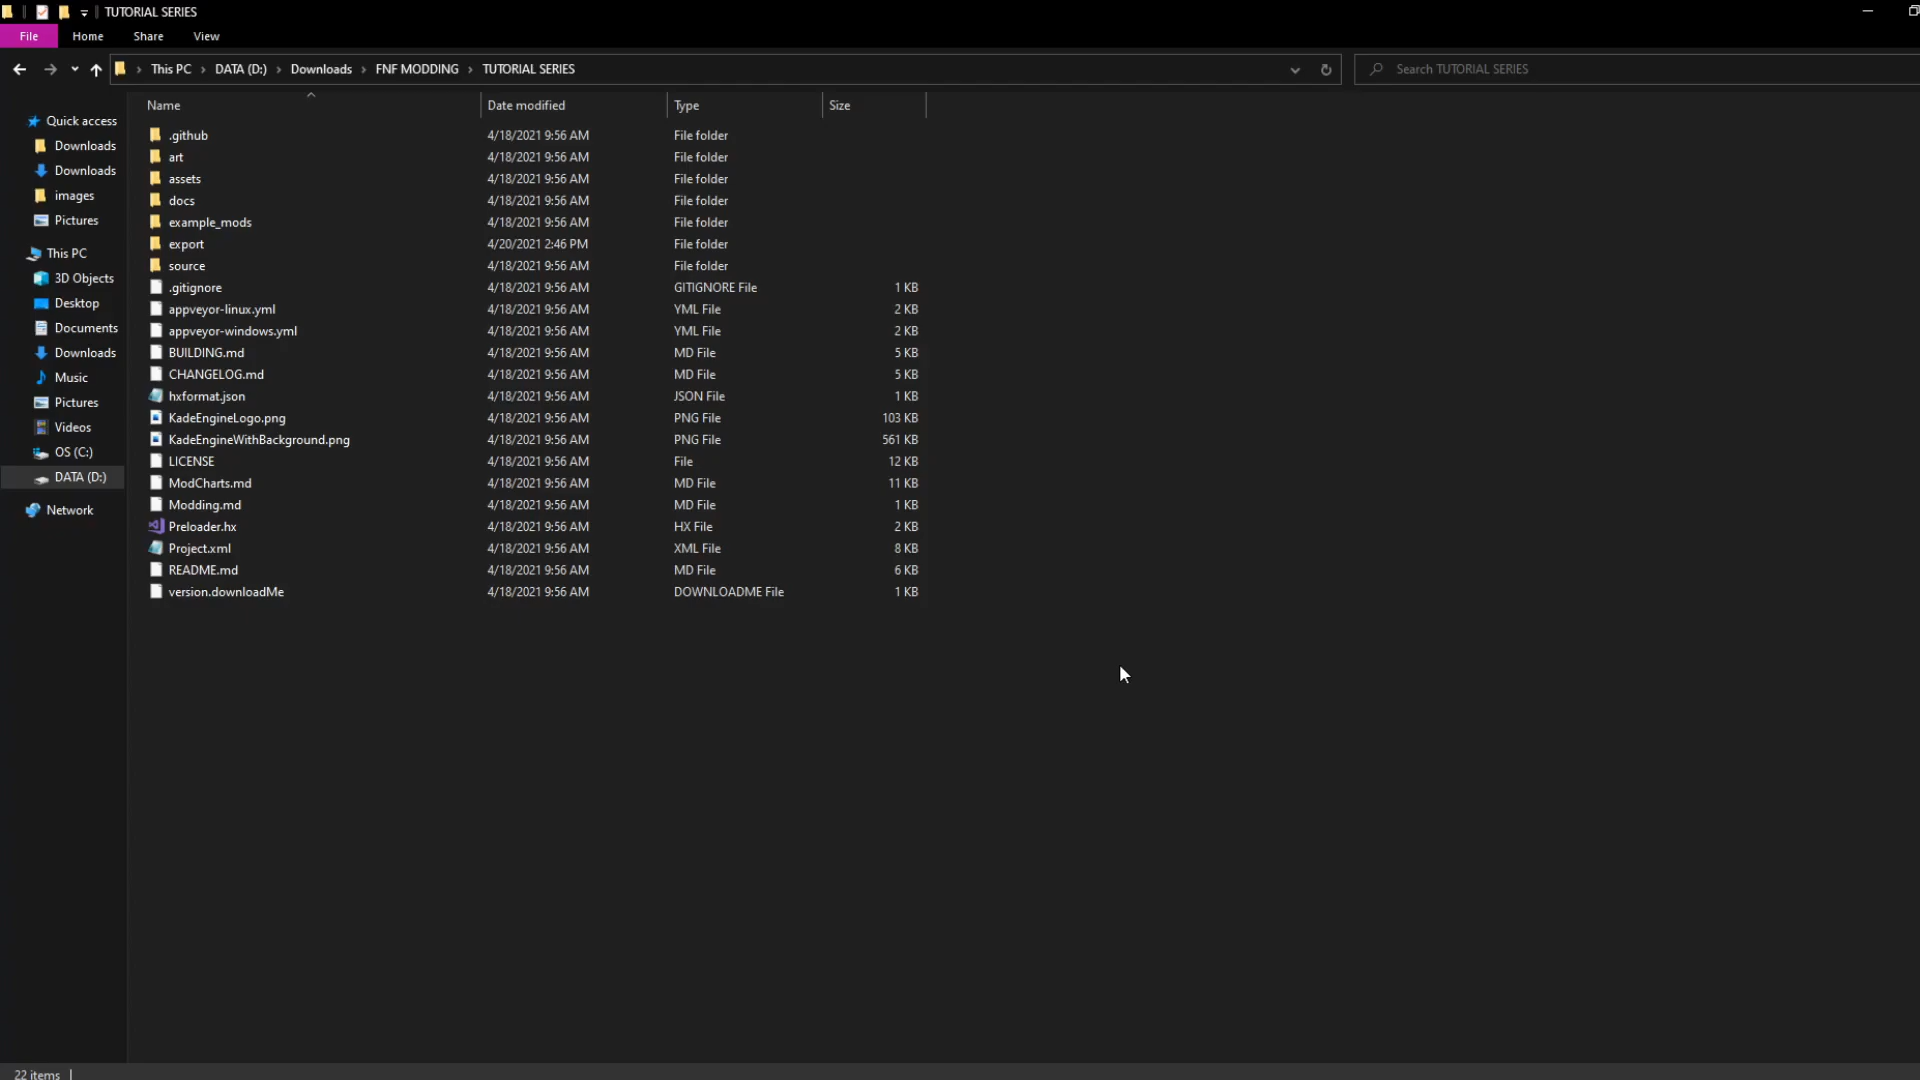 TUTORIAL SERIES
File Home Share View
This PC DATA (D:) Downloads FNF MODDING TUTORIAL SERIES Search TUTORIAL SERIES
Name Date modified Type Size
Quick access
Downloads
Downloads
images
Pictures
This PC
3D Objects
Desktop
Documents
Downloads
Music
Pictures
Videos
OS (C:)
DATA (D:)
Network
.github 4/18/2021 9:56 AM File folder
art 4/18/2021 9:56 AM File folder
assets 4/18/2021 9:56 AM File folder
docs 4/18/2021 9:56 AM File folder
example_mods 4/18/2021 9:56 AM File folder
export 4/20/2021 2:46 PM File folder
source 4/18/2021 9:56 AM File folder
.gitignore 4/18/2021 9:56 AM GITIGNORE File 1 KB
appveyor-linux.yml 4/18/2021 9:56 AM YML File 2 KB
appveyor-windows.yml 4/18/2021 9:56 AM YML File 2 KB
BUILDING.md 4/18/2021 9:56 AM MD File 5 KB
CHANGELOG.md 4/18/2021 9:56 AM MD File 5 KB
hxformat.json 4/18/2021 9:56 AM JSON File 1 KB
KadeEngineLogo.png 4/18/2021 9:56 AM PNG File 103 KB
KadeEngineWithBackground.png 4/18/2021 9:56 AM PNG File 561 KB
LICENSE 4/18/2021 9:56 AM File 12 KB
ModCharts.md 4/18/2021 9:56 AM MD File 11 KB
Modding.md 4/18/2021 9:56 AM MD File 1 KB
Preloader.hx 4/18/2021 9:56 AM HX File 2 KB
Project.xml 4/18/2021 9:56 AM XML File 8 KB
README.md 4/18/2021 9:56 AM MD File 6 KB
version.downloadMe 4/18/2021 9:56 AM DOWNLOADME File 1 KB
22 items